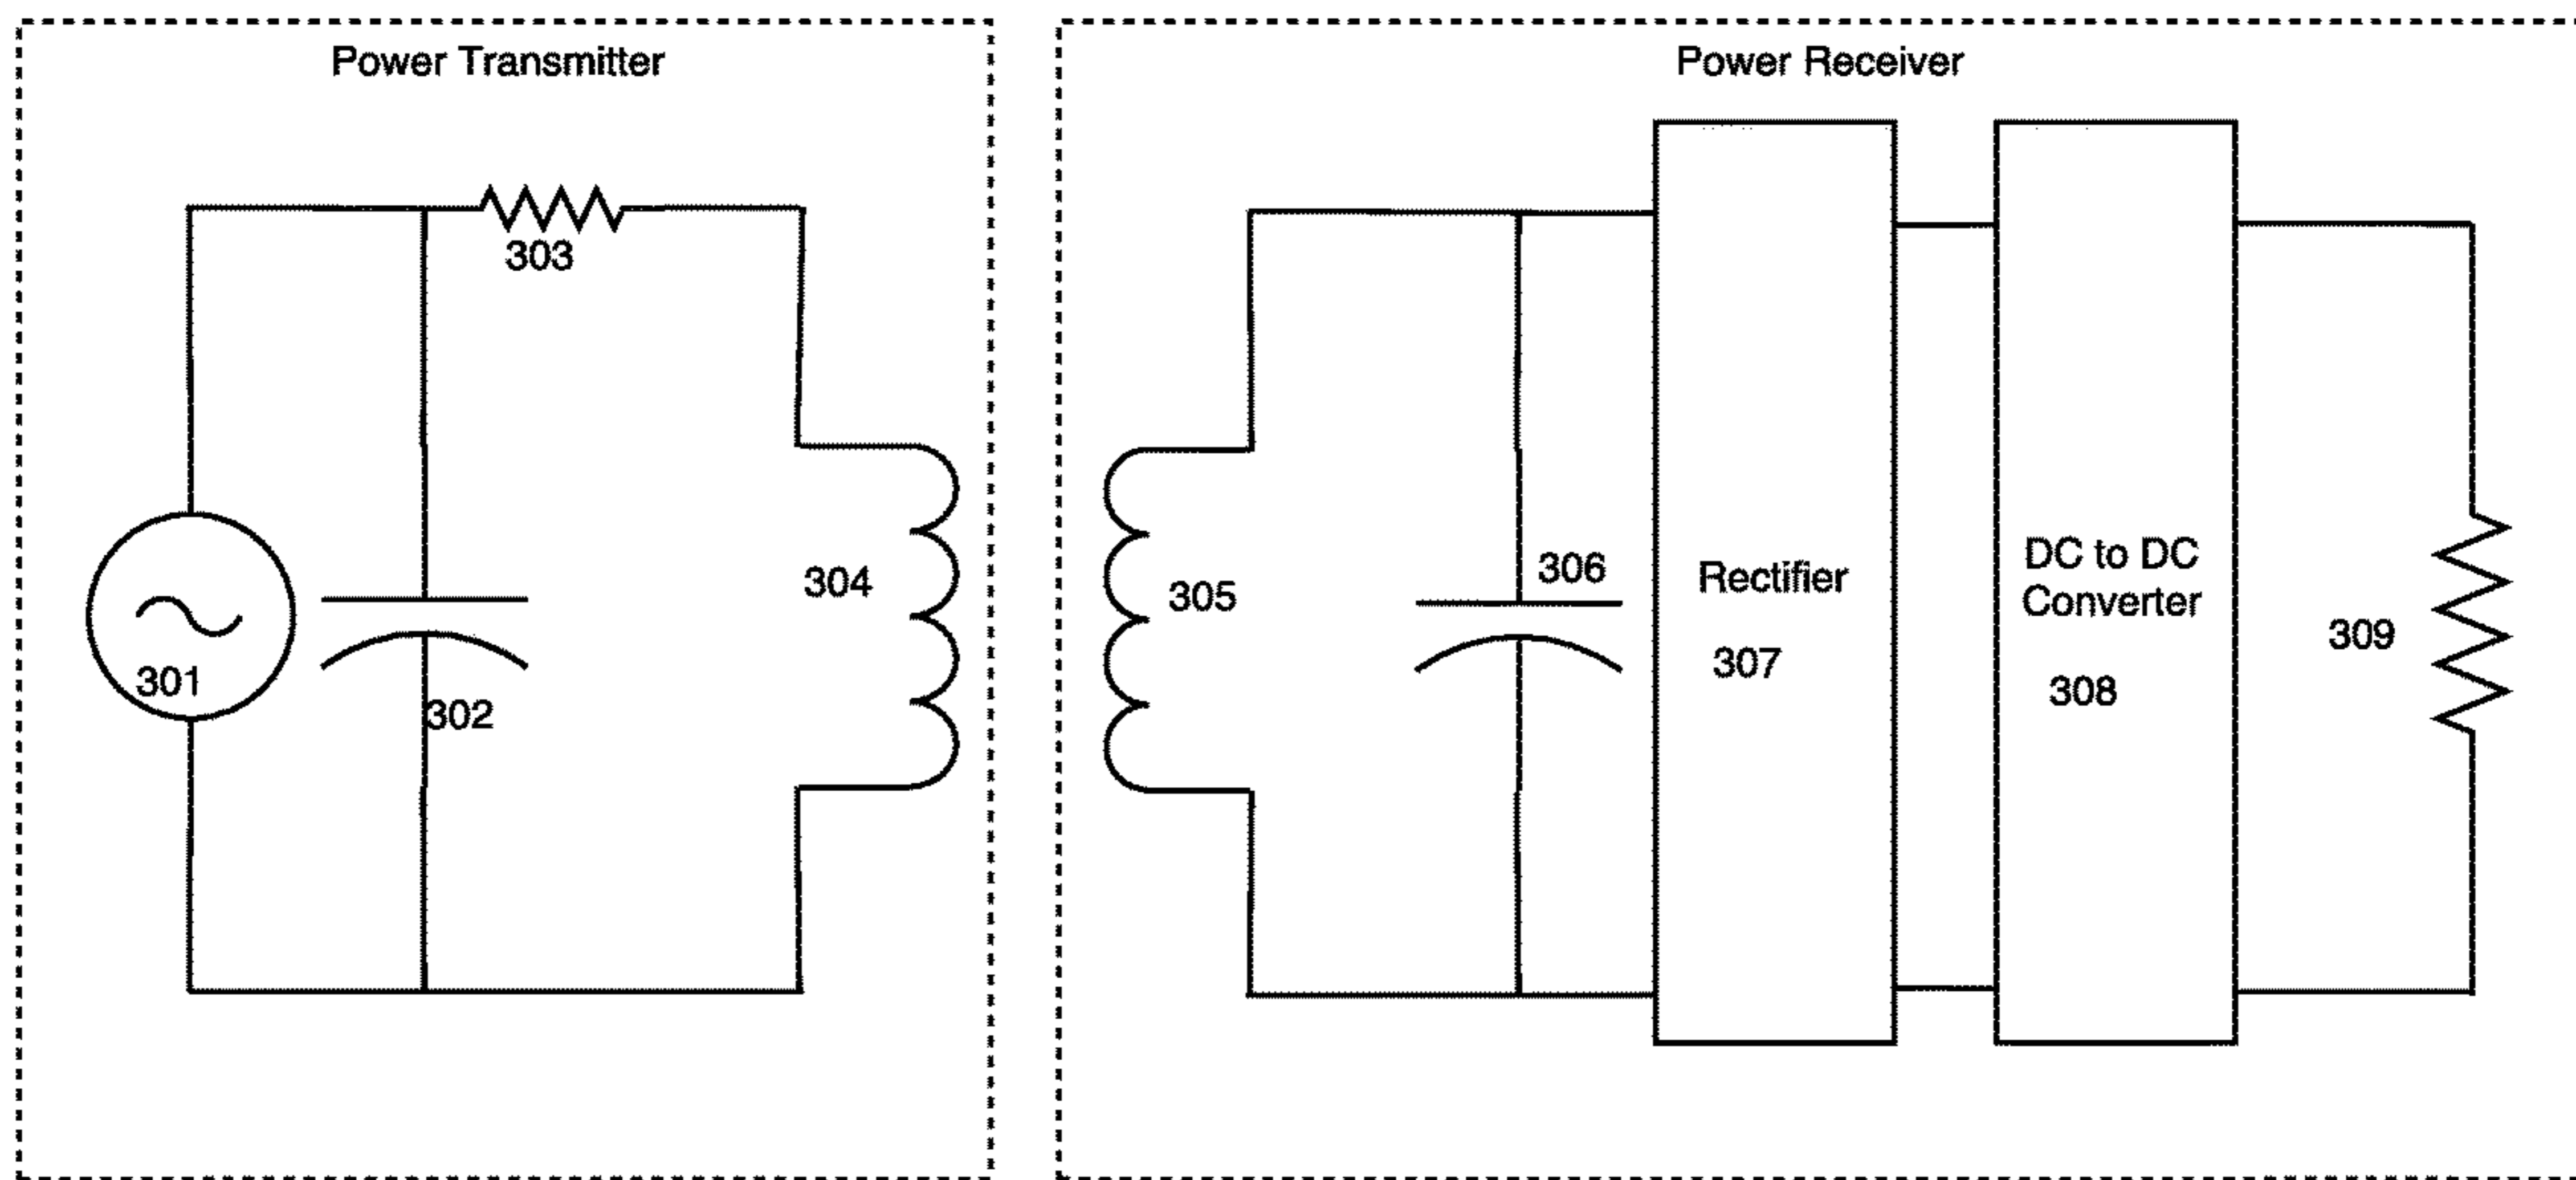 Power Transmitter
Power Receiver
303
304
305
306
301
302
Rectifier
307
DC to DC
Converter
308
309